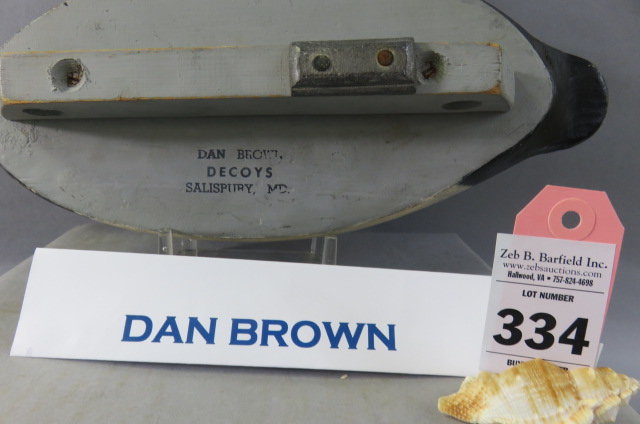 DAN BROWN,
DECOYS
SALISBURY, MD.
DAN BROWN
Zeb B. Barfield Inc.
www.zebsauctions.com
Hallwood, VA • 757-824-4698
LOT NUMBER
334